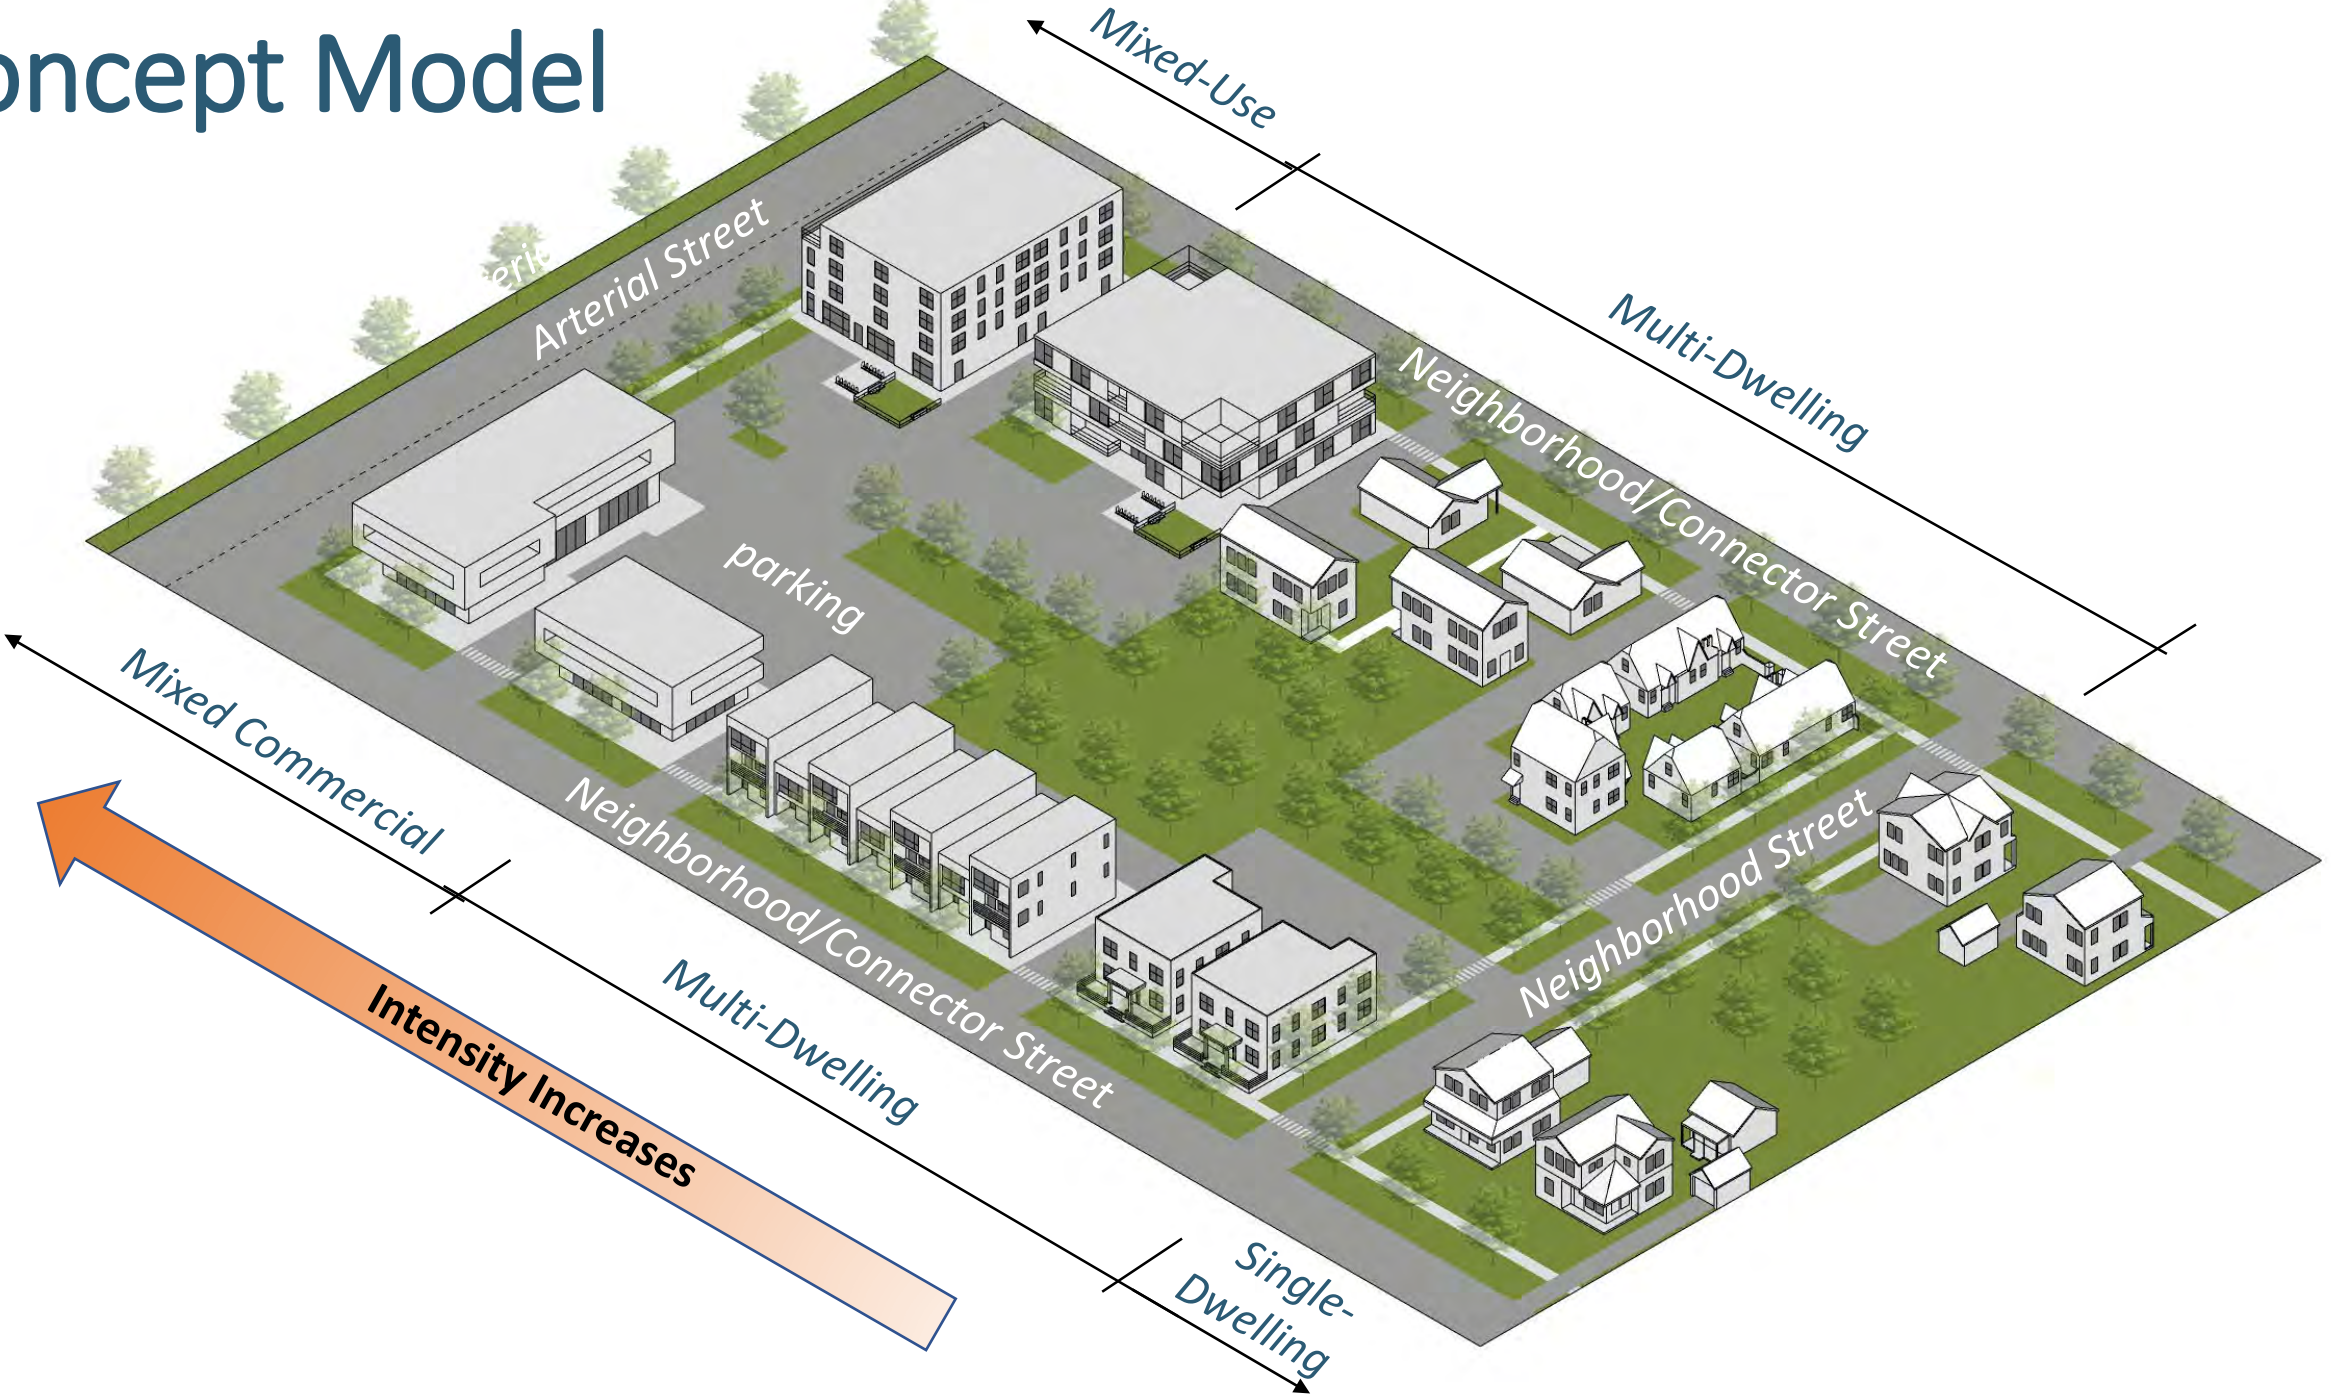 oncept Model
Mixed-Use
Arterial Street
Multi-Dwelling
Neighborhood/Connector Street
parking
Mixed Commercial
Neighborhood/Connector Street
Neighborhood Street
Intensity Increases
Multi-Dwelling
Single-
Dwelling